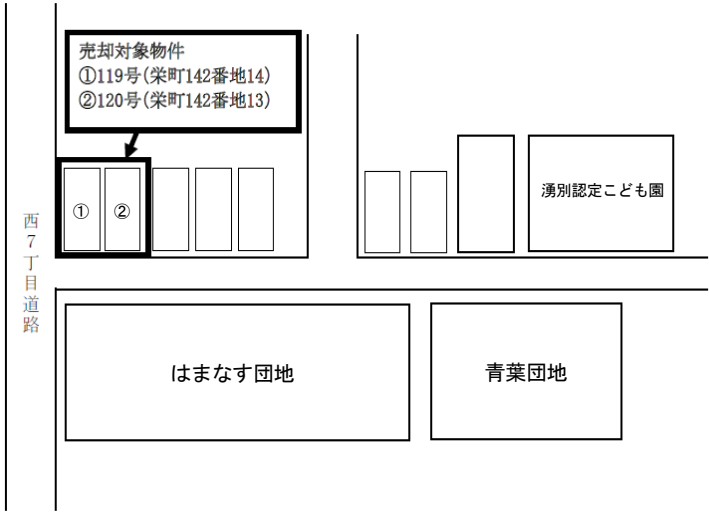 売却対象物件
①119号(栄町142番地14)
②120号(栄町142番地13)
① ②
湧別認定こども園
西7丁目道路
はまなす団地
青葉団地